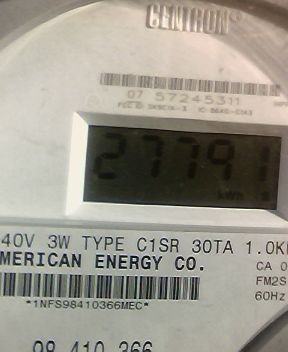 CENTRON®
07 57245311
27791
kWh
40V 3W TYPE C1SR 30TA 1.0K
MERICAN ENERGY CO.
CA 0
FM2S
60Hz
*1NFS98410366MEC*
98 410 366